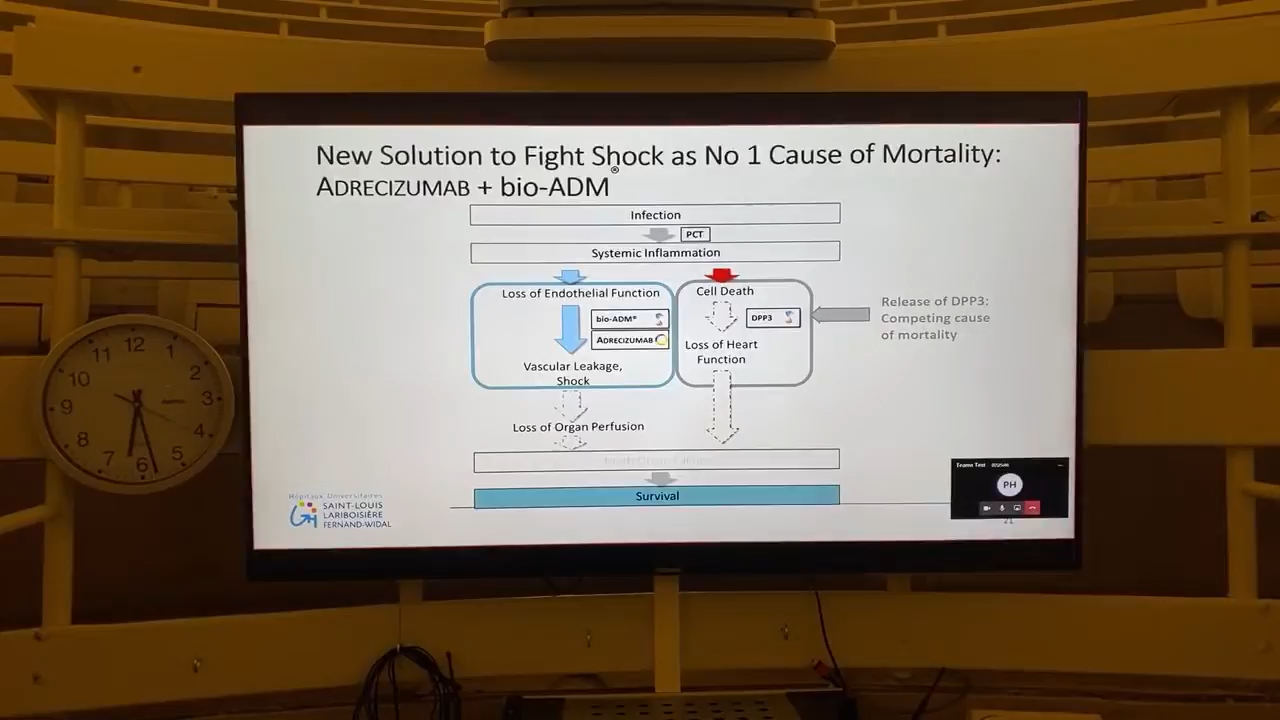 New Solution to Fight Shock as No 1 Cause of Mortality:
ADRECIZUMAB + bio-ADM®
Infection
PCT
Systemic Inflammation
Loss of Endothelial Function
bio-ADM®
ADRECIZUMAB
Vascular Leakage,
Shock
Cell Death
DPP3
Loss of Heart
Function
Release of DPP3:
Competing cause
of mortality
Loss of Organ Perfusion
Survival
Hôpitaux Universitaires
SAINT-LOUIS
LARIBOISIÈRE
FERNAND-WIDAL
Teams Test
PH
21
12
1
2
3
4
5
6
7
8
9
10
11